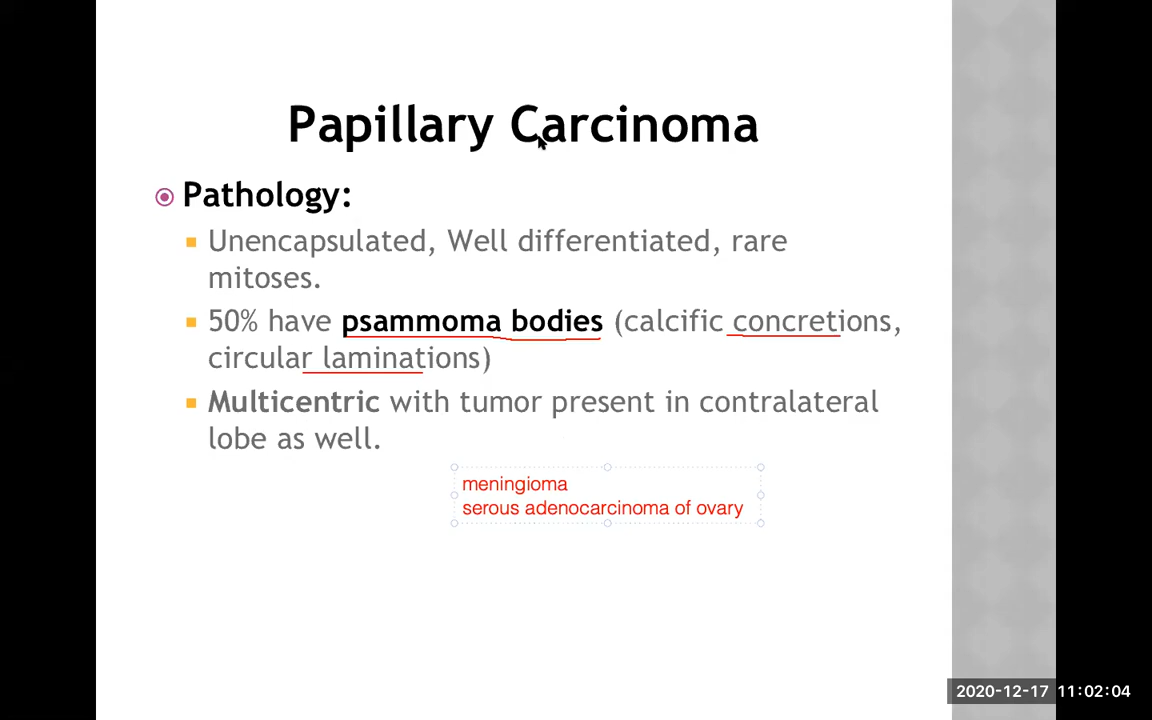 Papillary Carcinoma
Pathology:
Unencapsulated, Well differentiated, rare
mitoses.
50% have psammoma bodies (calcific concretions,
circular laminations)
Multicentric with tumor present in contralateral
lobe as well.
meningioma
serous adenocarcinoma of ovary
2020-12-17 11:02:04